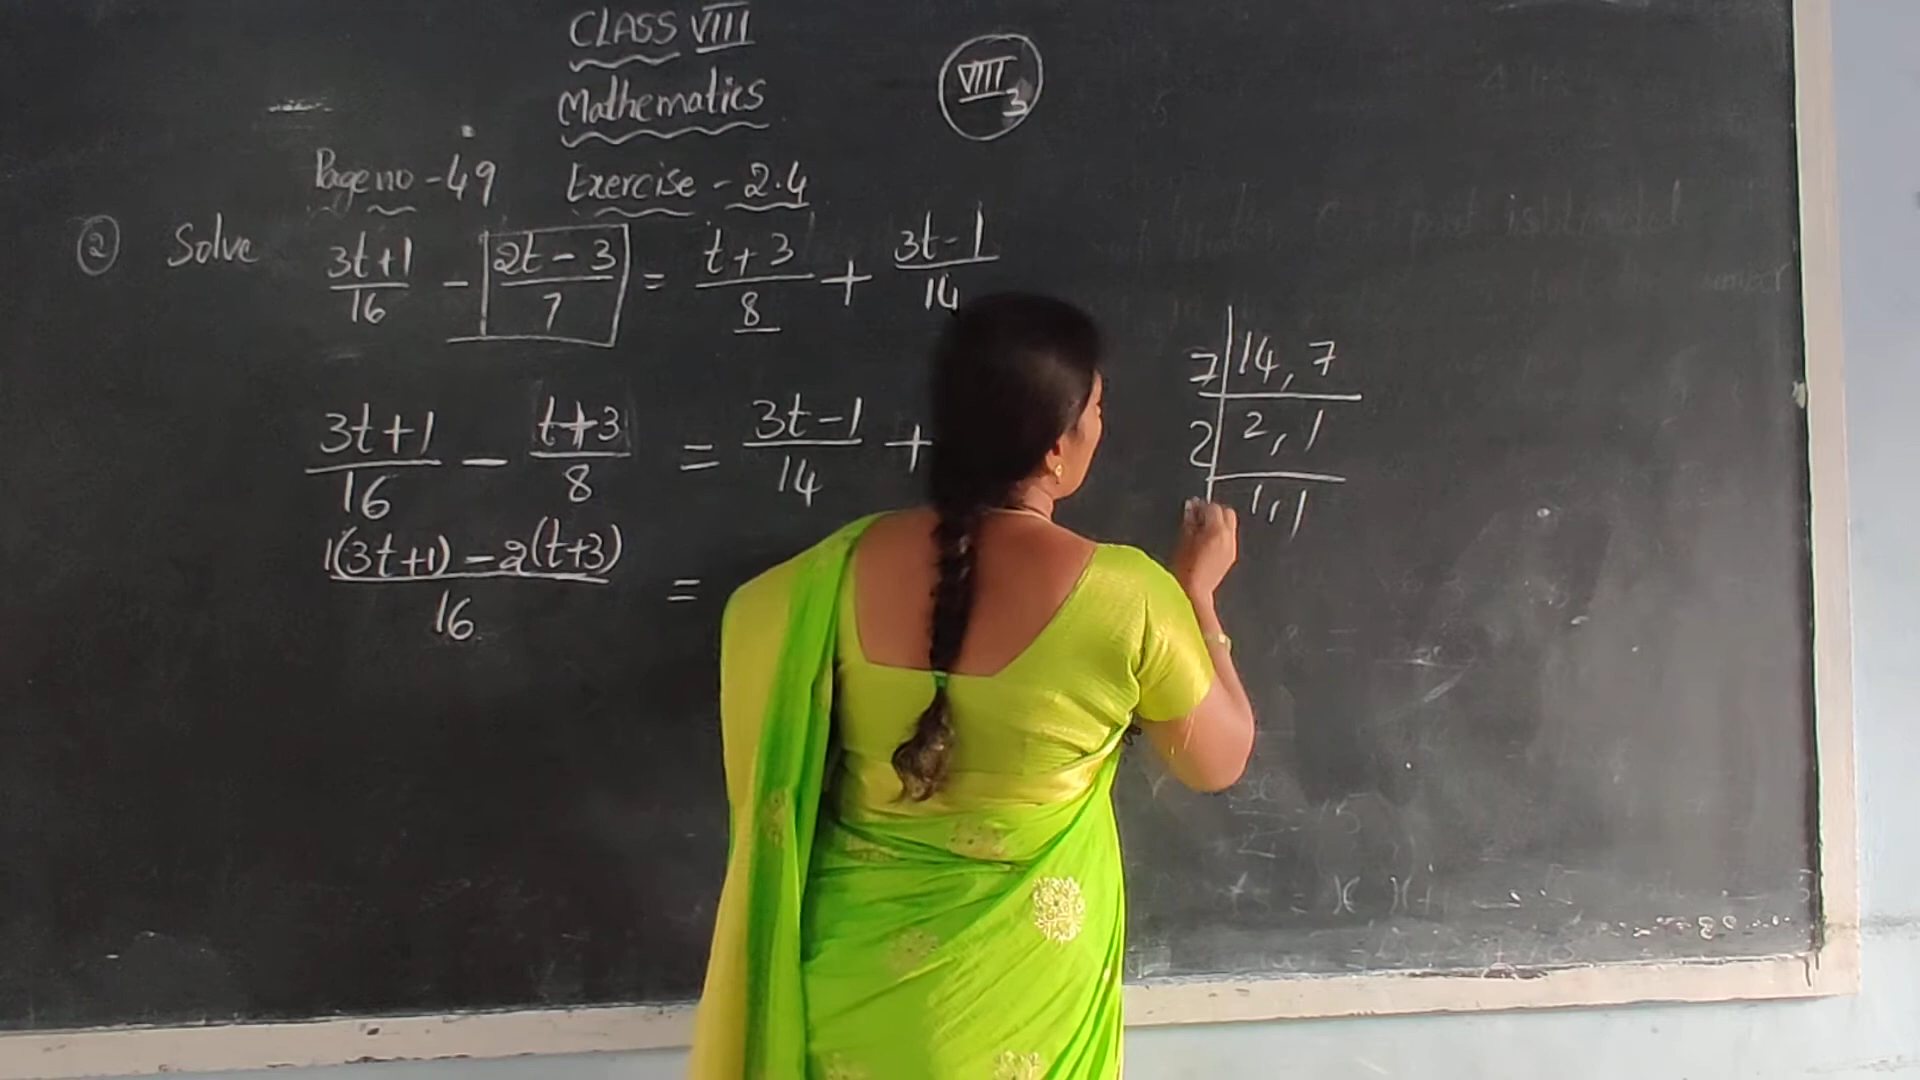 CLASS VIII
Mathematics
VIII 3
Page no - 49 Exercise - 2.4
② Solve (3t+1)/16 - (2t-3)/7 = (t+3)/8 + (3t-1)/14
(3t+1)/16 - (t+3)/8 = (3t-1)/14 +
(1(3t+1) - 2(t+3))/16 =
7 | 14, 7
2 | 2, 1
1, 1